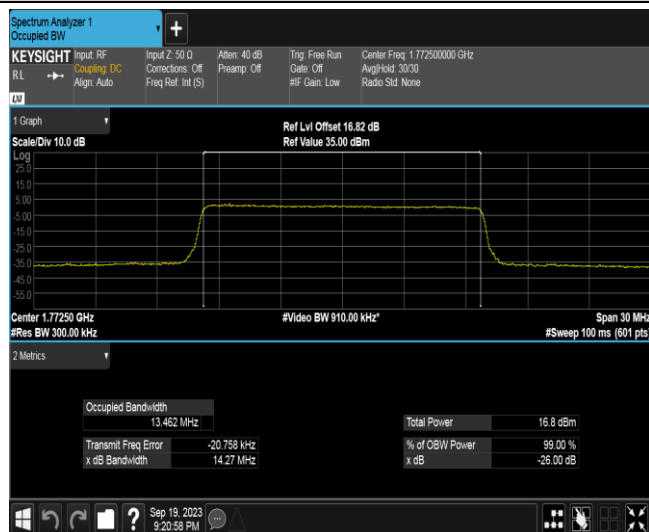 Spectrum Analyzer 1
Occupied BW
+
KEYSIGHT Input: RF Input Z: 50 Ω Atten: 40 dB Trig: Free Run Center Freq: 1.772500000 GHz
RL Coupling: DC Corrections: Off Preamp: Off Gate: Off Avg|Hold: 30/30
Align: Auto Freq Ref: Int (S) #IF Gain: Low Radio Std: None
LXI
1 Graph
Ref Lvl Offset 16.82 dB
Scale/Div 10.0 dB Ref Value 35.00 dBm
Log
25.0
15.0
5.00
-5.00
-15.0
-25.0
-35.0
-45.0
-55.0
Center 1.77250 GHz #Video BW 910.00 kHz* Span 30 MHz
#Res BW 300.00 kHz #Sweep 100 ms (601 pts)
2 Metrics
Occupied Bandwidth
13.462 MHz Total Power 16.8 dBm
Transmit Freq Error -20.758 kHz % of OBW Power 99.00 %
x dB Bandwidth 14.27 MHz x dB -26.00 dB
?
Sep 19, 2023
9:20:58 PM